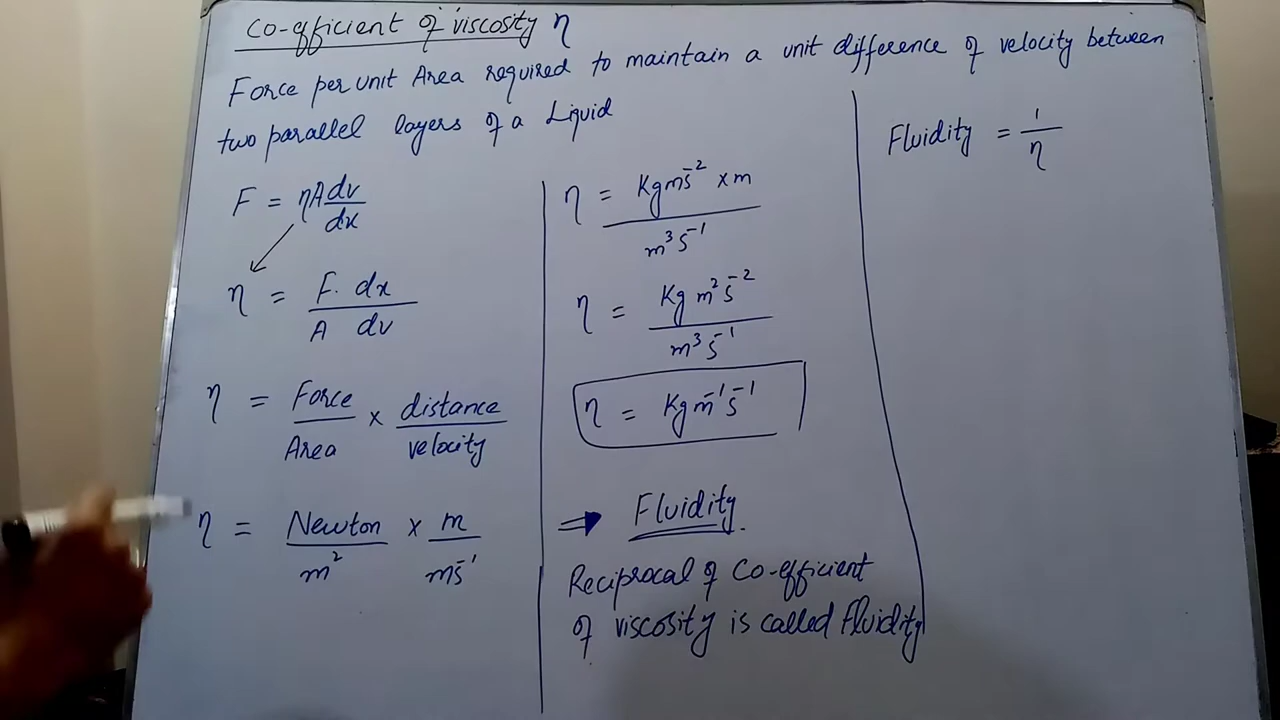 Co-efficient of viscosity η
Force per unit Area required to maintain a unit difference of velocity between
two parallel layers of a Liquid
F = ηA dv/dx
η = F. dx / A dv
η = Force/Area x distance/velocity
η = Newton/m² x m/ms⁻¹
η = Kgms⁻² x m / m³s⁻¹
η = Kg m²s⁻² / m³s⁻¹
η = Kgm⁻¹s⁻¹
⇒ Fluidity.
Reciprocal of Co-efficient
of viscosity is called fluidity
Fluidity = 1/η